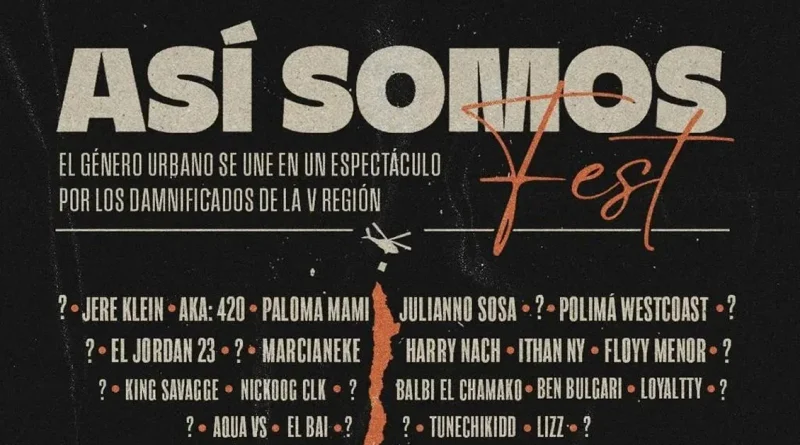 ASÍ SOMOS
Fest
EL GÉNERO URBANO SE UNE EN UN ESPECTÁCULO
POR LOS DAMNIFICADOS DE LA V REGIÓN
? • JERE KLEIN • AKA: 420 • PALOMA MAMI JULIANNO SOSA • ? • POLIMÁ WESTCOAST • ?
? • EL JORDAN 23 • ? • MARCIANEKE HARRY NACH • ITHAN NY • FLOYY MENOR • ?
? • KING SAVAGGE • NICKOOG CLK • ? BALBI EL CHAMAKO • BEN BULGARI • LOYALTTY • ?
? • AQUA VS • EL BAI • ? ? • TUNECHIKIDD • LIZZ • ?